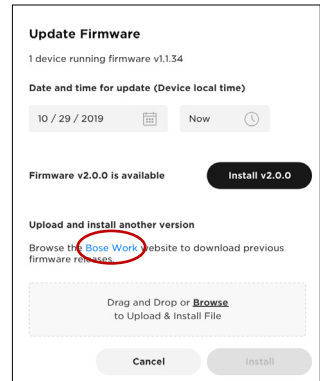 Update Firmware
1 device running firmware v1.1.34
Date and time for update (Device local time)
10 / 29 / 2019 Now
Firmware v2.0.0 is available Install v2.0.0
Upload and install another version
Browse the Bose Work website to download previous
firmware releases.
Drag and Drop or Browse
to Upload & Install File
Cancel Install